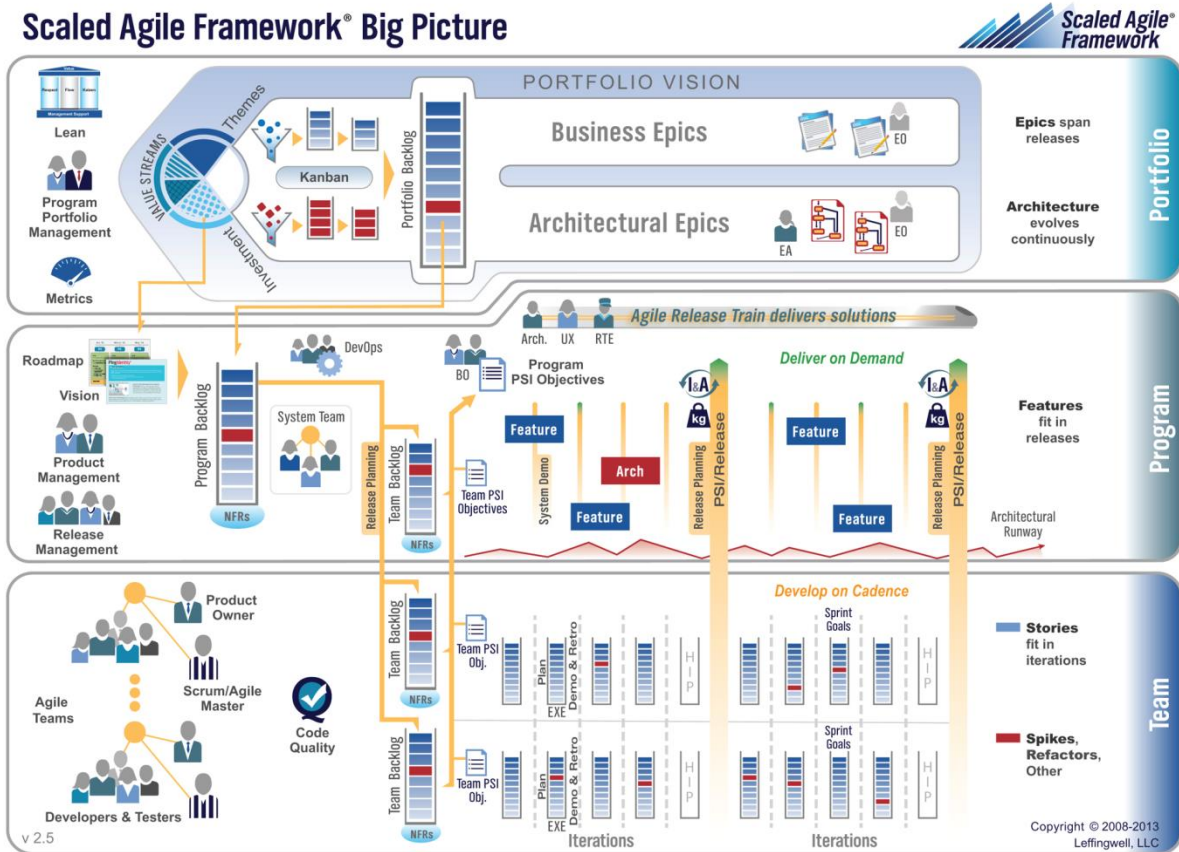 Scaled Agile Framework® Big Picture
Scaled Agile®
Framework
Management Support
Lean
Program
Portfolio
Management
Metrics
VALUE STREAMS
Themes
Investment
Kanban
Portfolio Backlog
PORTFOLIO VISION
Business Epics
EO
Architectural Epics
EA
EO
Epics span
releases
Architecture
evolves
continuously
Portfolio
Roadmap
Vision
Product
Management
Release
Management
Program Backlog
NFRs
DevOps
System Team
Release Planning
Team Backlog
NFRs
BO
Program
PSI Objectives
Team PSI
Objectives
Arch.
UX
RTE
Agile Release Train delivers solutions
Deliver on Demand
Feature
System Demo
Feature
Arch
I&A
kg
Release Planning
PSI/Release
Feature
Feature
I&A
kg
Release Planning
PSI/Release
Architectural
Runway
Features
fit in
releases
Program
Product
Owner
Agile
Teams
Scrum/Agile
Master
Developers & Testers
Code
Quality
Team Backlog
NFRs
Team PSI
Obj.
Plan
EXE
Demo & Retro
HIP
Develop on Cadence
Sprint
Goals
HIP
Team Backlog
NFRs
Team PSI
Obj.
Plan
EXE
Demo & Retro
HIP
Sprint
Goals
HIP
Iterations
Iterations
Stories
fit in
iterations
Spikes,
Refactors,
Other
Team
v 2.5
Copyright © 2008-2013
Leffingwell, LLC